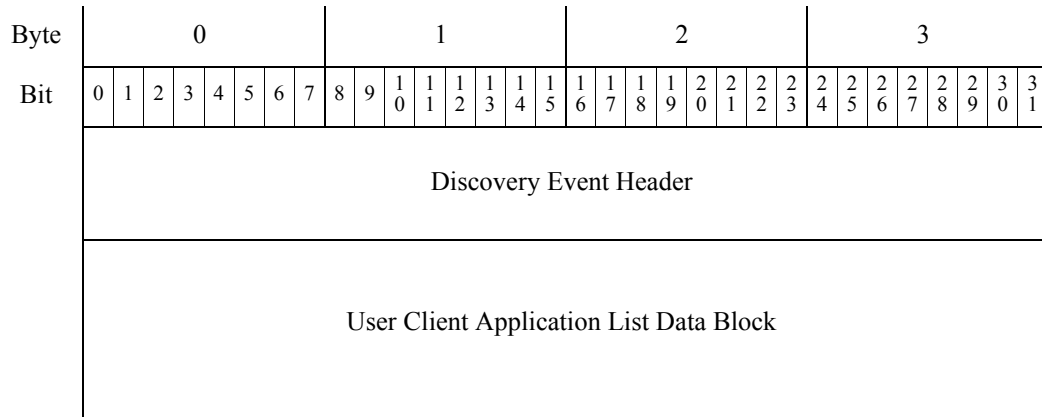 Byte 0 1 2 3
Bit 0 1 2 3 4 5 6 7 8 9 10 11 12 13 14 15 16 17 18 19 20 21 22 23 24 25 26 27 28 29 30 31
Discovery Event Header
User Client Application List Data Block